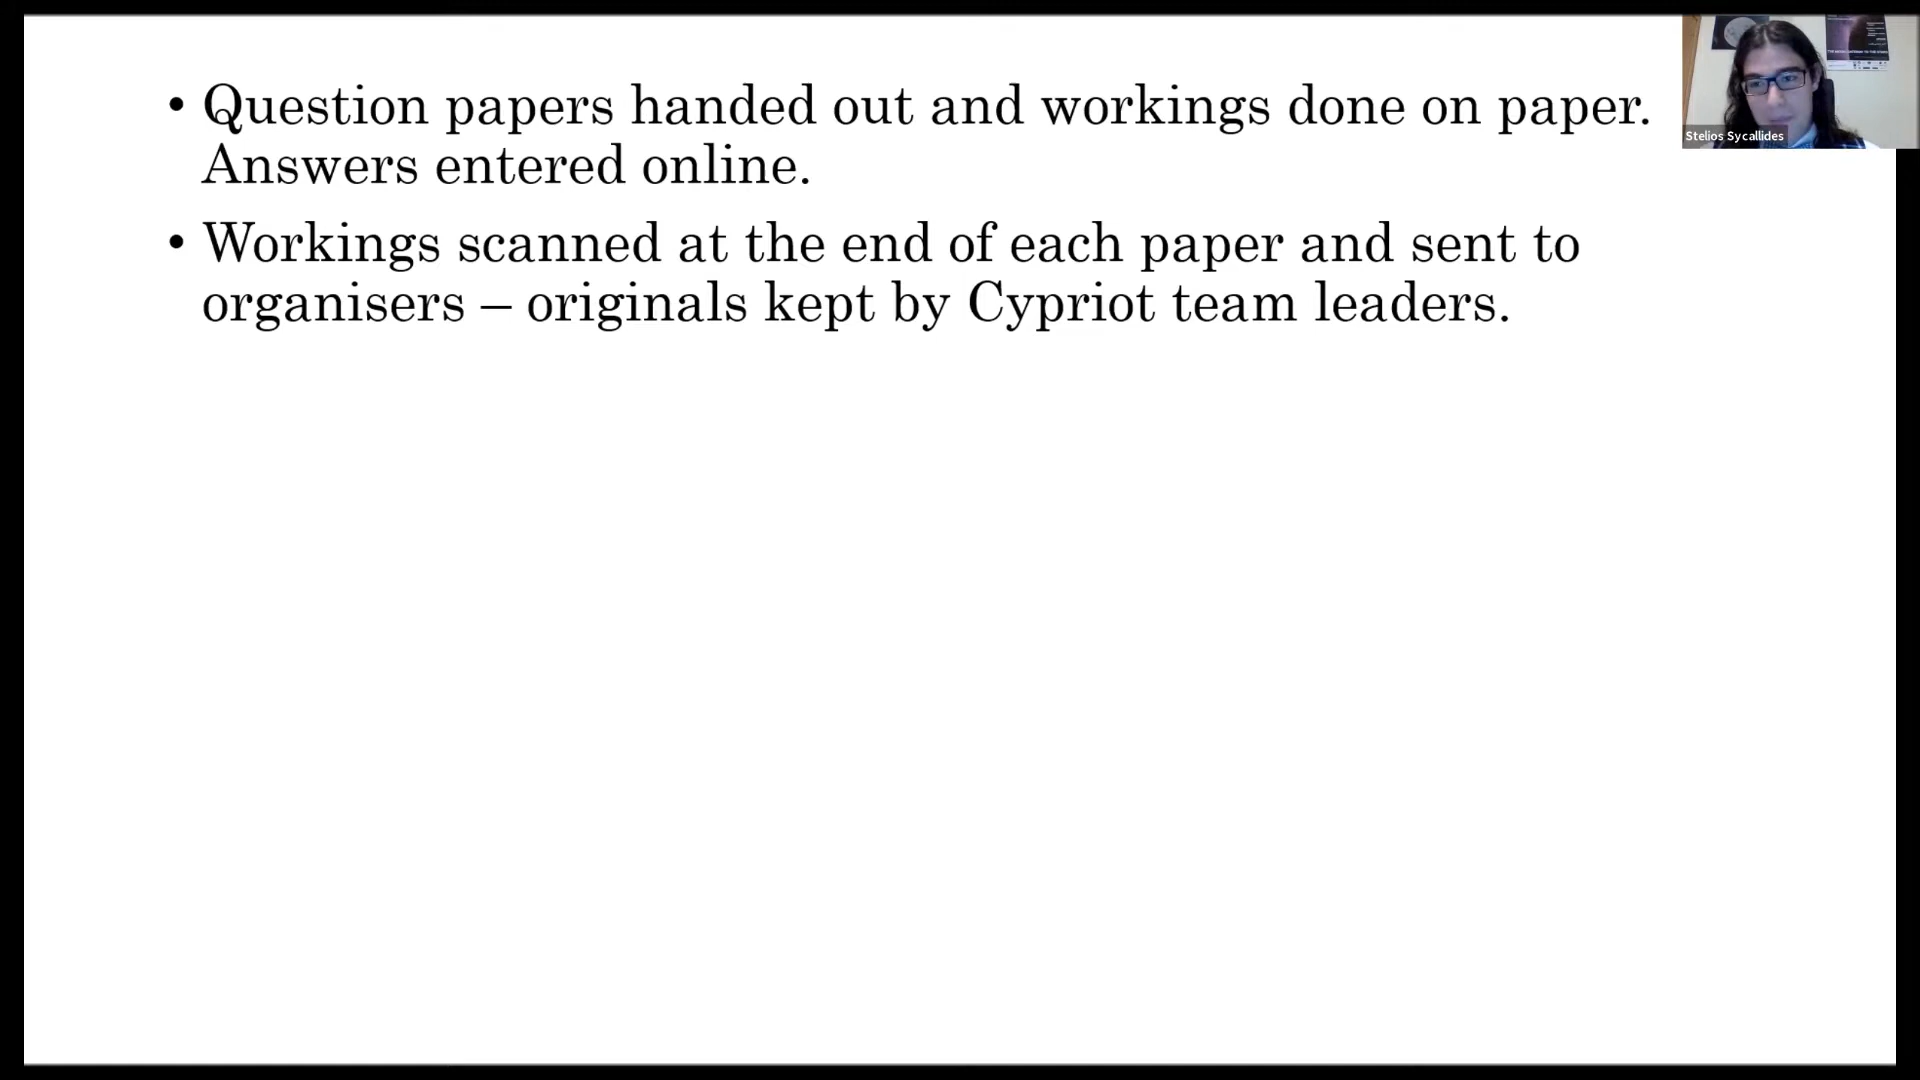 • Question papers handed out and workings done on paper.
Answers entered online.
• Workings scanned at the end of each paper and sent to
organisers – originals kept by Cypriot team leaders.
Stelios Sycallides